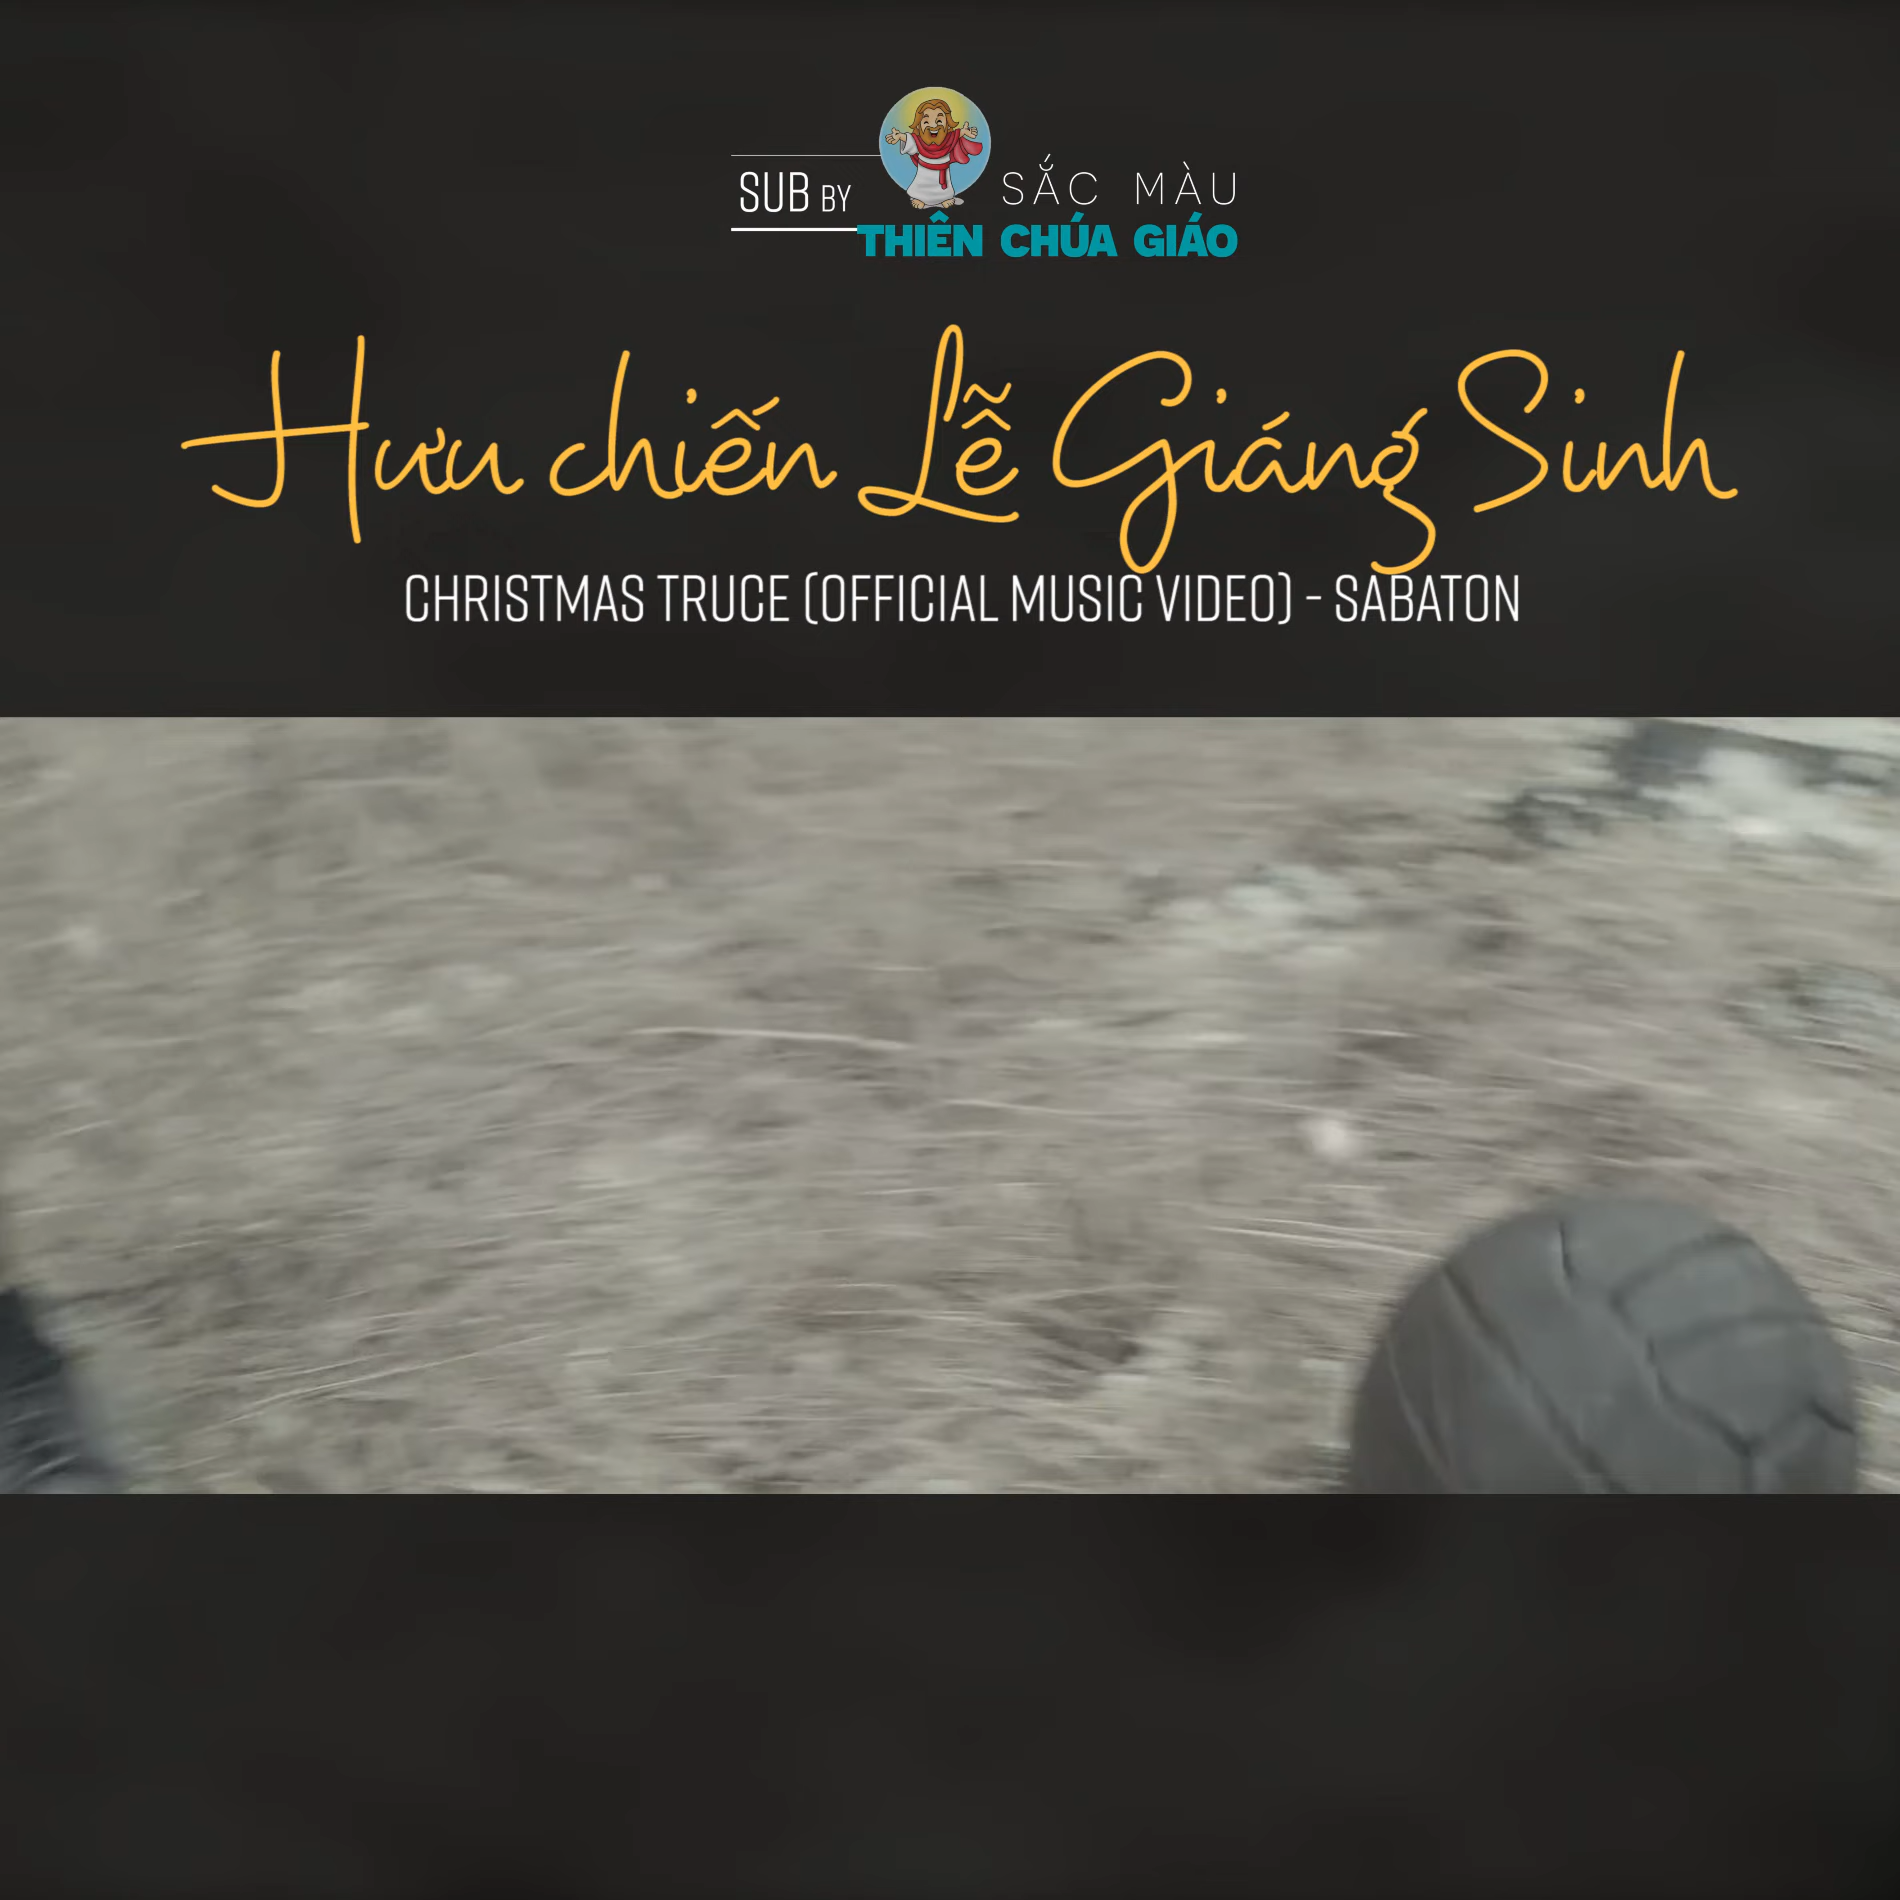 SUB BY
SẮC MÀU
THIÊN CHÚA GIÁO
Hưu chiến Lễ Giáng Sinh
CHRISTMAS TRUCE (OFFICIAL MUSIC VIDEO) - SABATON